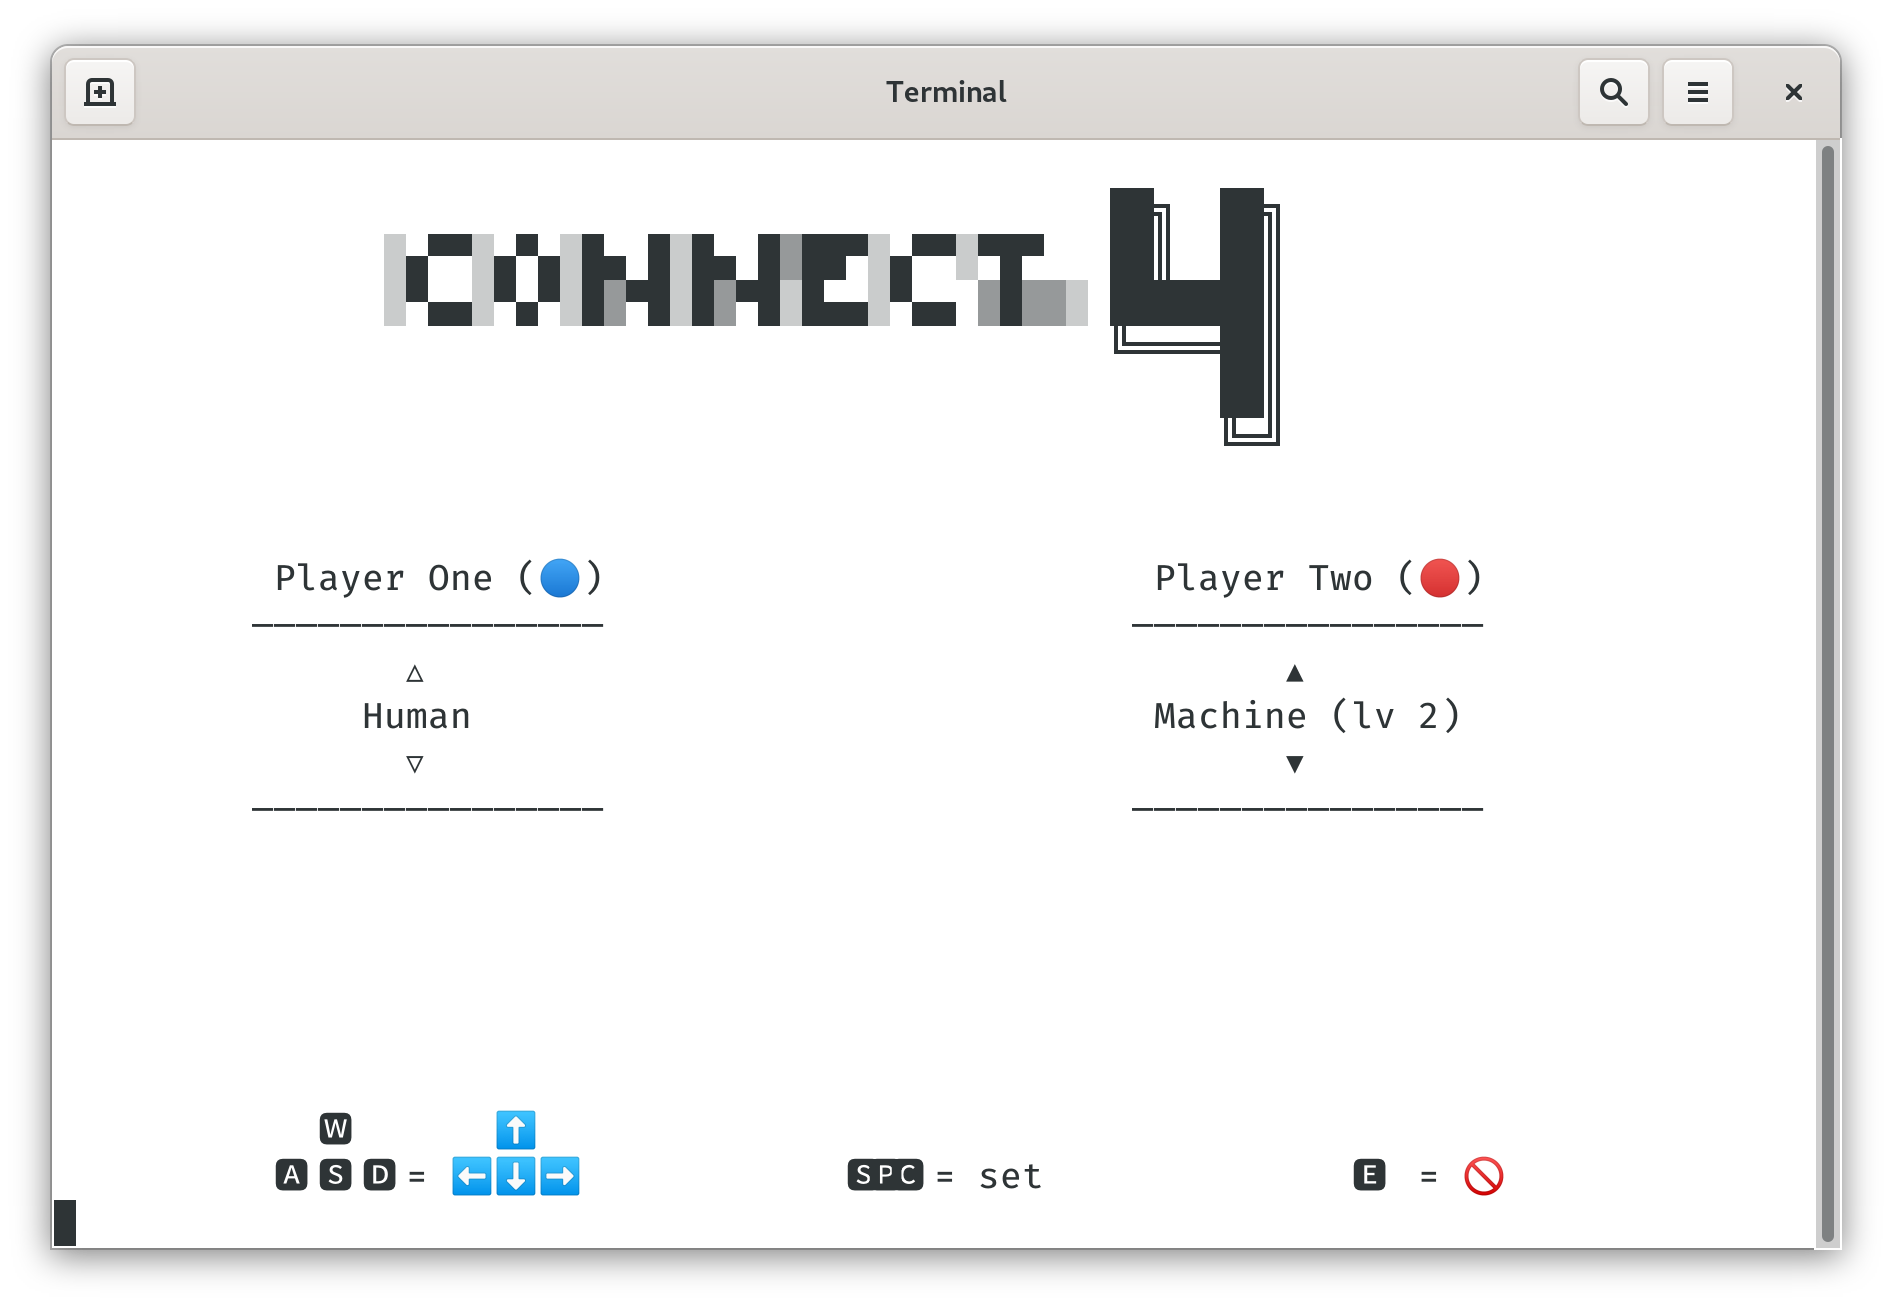 Terminal
CONNECT 4
Player One (🔵)
Player Two (🔴)
△
▲
Human
Machine (lv 2)
▽
▼
W ⬆️
A S D = ⬅️⬇️➡️
SPC = set
E = 🚫